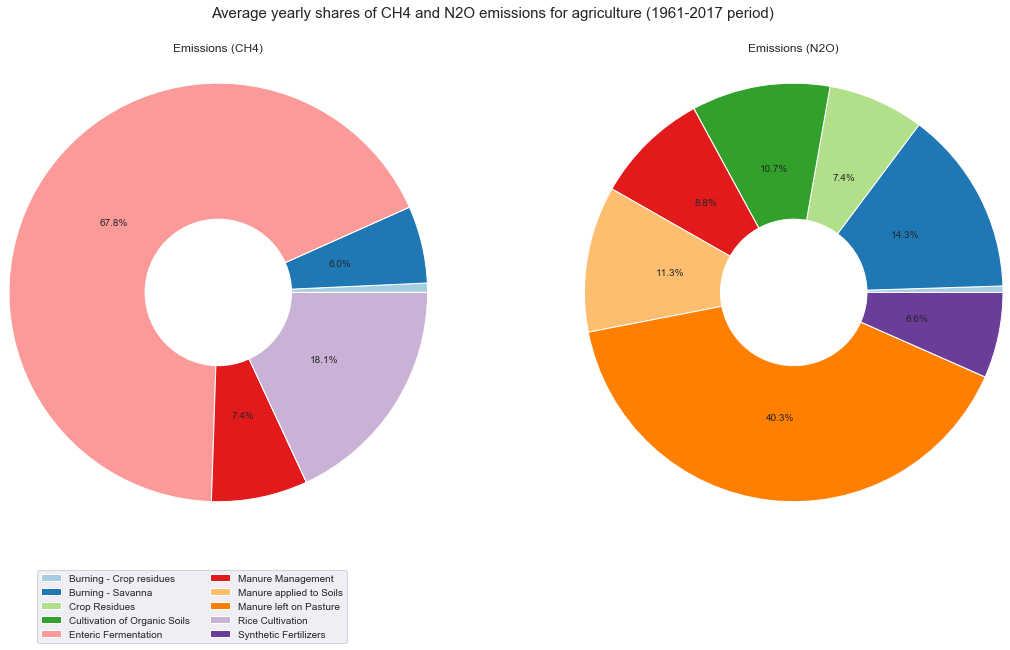 Average yearly shares of CH4 and N2O emissions for agriculture (1961-2017 period)
Emissions (CH4)
67.8%
6.0%
18.1%
7.4%
Emissions (N2O)
10.7%
7.4%
8.8%
14.3%
11.3%
6.6%
40.3%
Burning - Crop residues
Burning - Savanna
Crop Residues
Cultivation of Organic Soils
Enteric Fermentation
Manure Management
Manure applied to Soils
Manure left on Pasture
Rice Cultivation
Synthetic Fertilizers